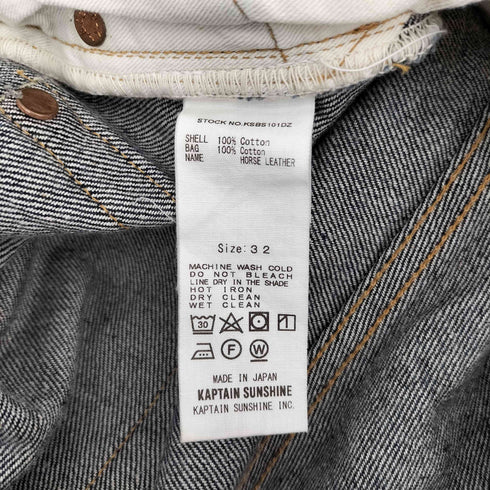 STOCK NO.KSBS101DZ
SHELL 100% Cotton
BAG 100% Cotton
NAME HORSE LEATHER
Size:32
MACHINE WASH COLD
DO NOT BLEACH
LINE DRY IN THE SHADE
HOT IRON
DRY CLEAN
WET CLEAN
30
F W
MADE IN JAPAN
KAPTAIN SUNSHINE
KAPTAIN SUNSHINE INC.